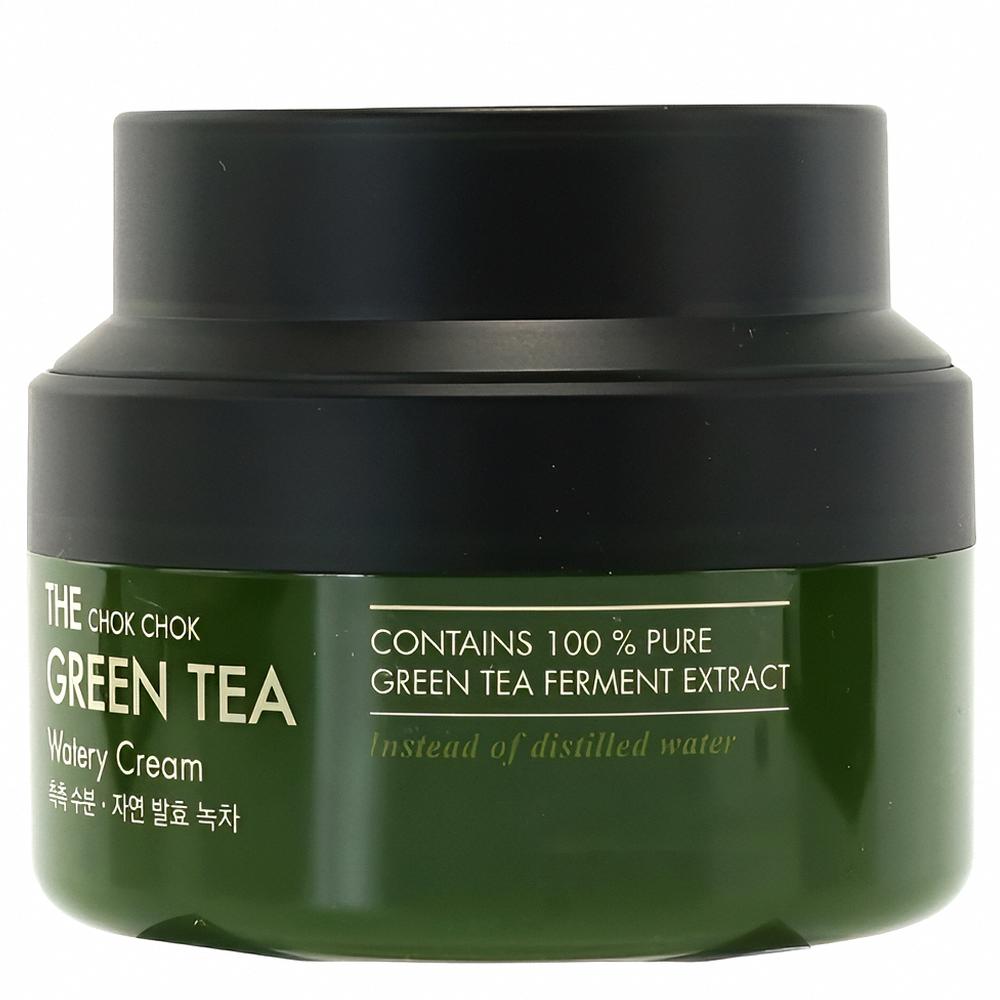 THE CHOK CHOK
GREEN TEA
Watery Cream
촉촉 수분 · 자연 발효 녹차
CONTAINS 100 % PURE
GREEN TEA FERMENT EXTRACT
Instead of distilled water